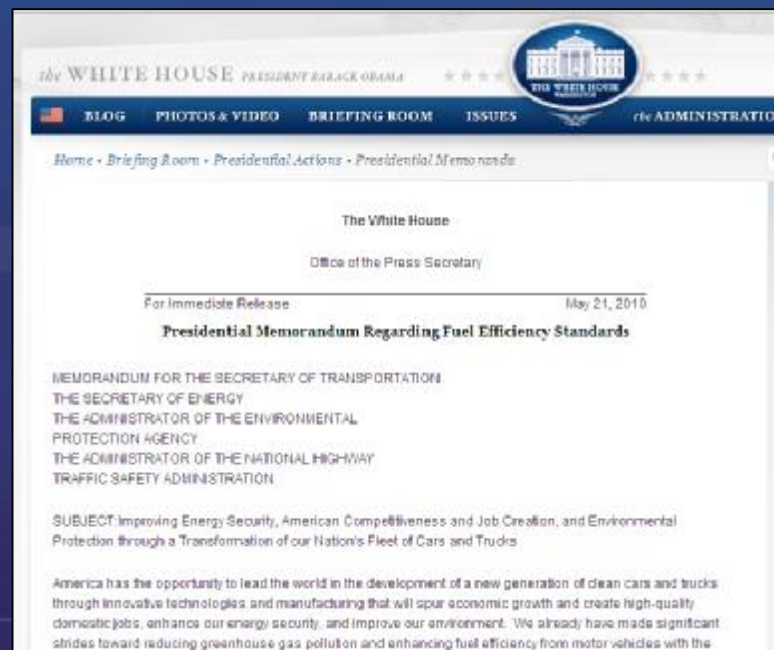 the WHITE HOUSE PRESIDENT BARACK OBAMA
THE WHITE HOUSE
WASHINGTON
BLOG PHOTOS & VIDEO BRIEFING ROOM ISSUES the ADMINISTRATIO
Home • Briefing Room • Presidential Actions • Presidential Memoranda
The White House
Office of the Press Secretary
For Immediate Release May 21, 2010
Presidential Memorandum Regarding Fuel Efficiency Standards
MEMORANDUM FOR THE SECRETARY OF TRANSPORTATION
THE SECRETARY OF ENERGY
THE ADMINISTRATOR OF THE ENVIRONMENTAL
PROTECTION AGENCY
THE ADMINISTRATOR OF THE NATIONAL HIGHWAY
TRAFFIC SAFETY ADMINISTRATION
SUBJECT: Improving Energy Security, American Competitiveness and Job Creation, and Environmental
Protection through a Transformation of our Nation's Fleet of Cars and Trucks
America has the opportunity to lead the world in the development of a new generation of clean cars and trucks
through innovative technologies and manufacturing that will spur economic growth and create high-quality
domestic jobs, enhance our energy security, and improve our environment. We already have made significant
strides toward reducing greenhouse gas pollution and enhancing fuel efficiency from motor vehicles with the